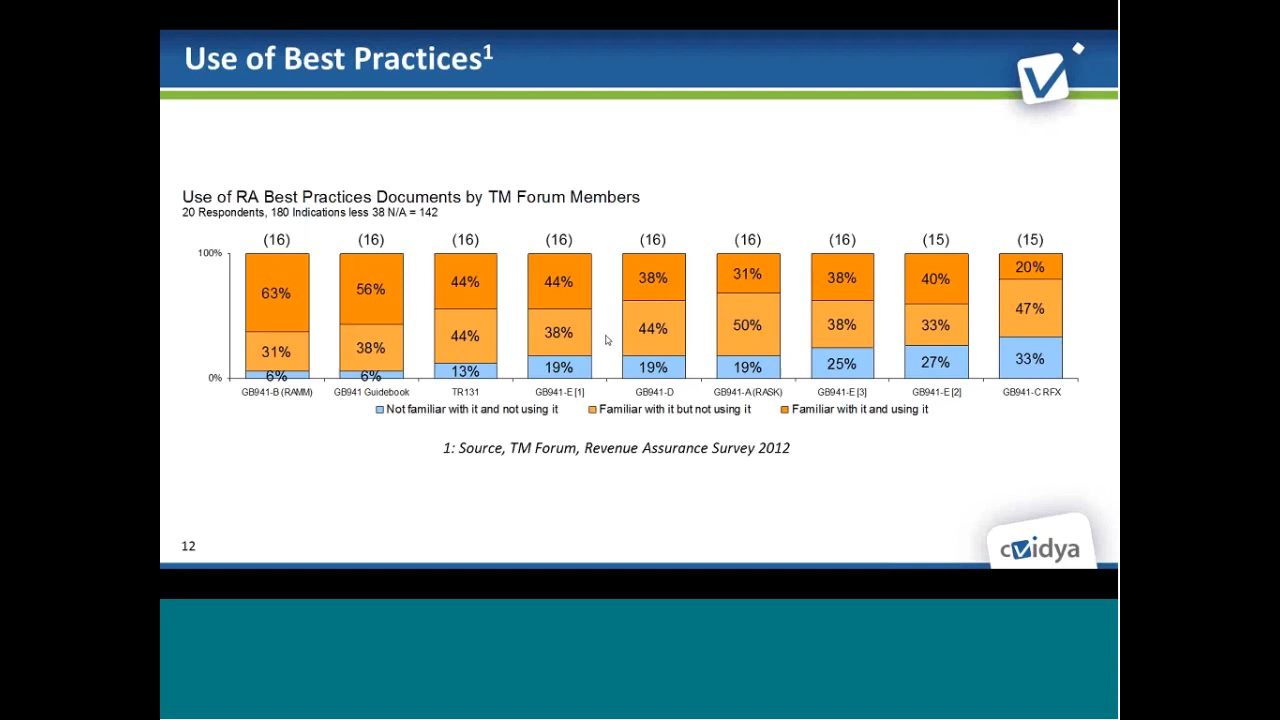 Use of Best Practices1
Use of RA Best Practices Documents by TM Forum Members
20 Respondents, 180 Indications less 38 N/A = 142
(16) (16) (16) (16) (16) (16) (16) (15) (15)
100%
63% 56% 44% 44% 38% 31% 38% 40% 20%
31% 38% 44% 38% 44% 50% 38% 33% 47%
6% 6% 13% 19% 19% 19% 25% 27% 33%
0%
GB941-B (RAMM) GB941 Guidebook TR131 GB941-E [1] GB941-D GB941-A (RASK) GB941-E [3] GB941-E [2] GB941-C RFX
Not familiar with it and not using it Familiar with it but not using it Familiar with it and using it
1: Source, TM Forum, Revenue Assurance Survey 2012
12
cvidya